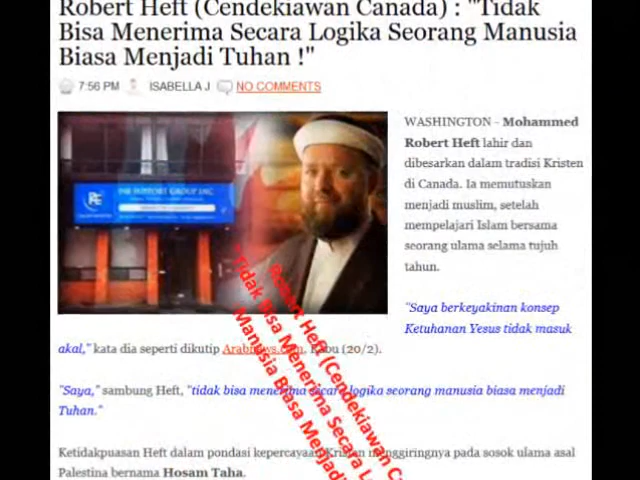 Robert Heft (Cendekiawan Canada) : "Tidak
Bisa Menerima Secara Logika Seorang Manusia
Biasa Menjadi Tuhan !"
7:56 PM ISABELLA J NO COMMENTS
WASHINGTON - Mohammed
Robert Heft lahir dan
dibesarkan dalam tradisi Kristen
di Canada. Ia memutuskan
menjadi muslim, setelah
mempelajari Islam bersama
seorang ulama selama tujuh
tahun.
"Saya berkeyakinan konsep
Ketuhanan Yesus tidak masuk
akal," kata dia seperti dikutip Arabnews.com, Rabu (20/2).
"Saya," sambung Heft, "tidak bisa menerima secara logika seorang manusia biasa menjadi
Tuhan."
Ketidakpuasan Heft dalam pondasi kepercayaan Kristen menggiringnya pada sosok ulama asal
Palestina bernama Hosam Taha.
SUPPORT GROUP INC
Robert Heft (Cendekiawan
"Tidak Bisa Menerima Secara
Manusia Biasa Menjadi